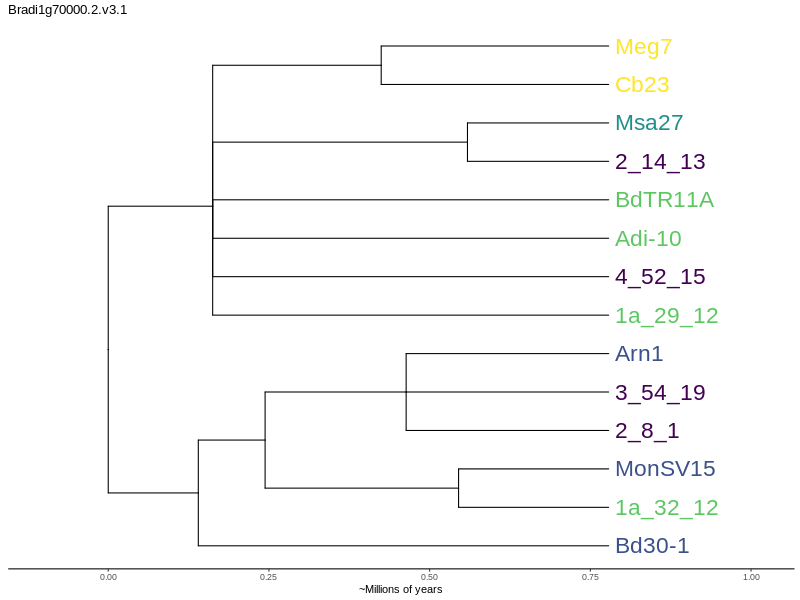 Bradi1g70000.2.v3.1
Meg7
Cb23
Msa27
2_14_13
BdTR11A
Adi-10
4_52_15
1a_29_12
Arn1
3_54_19
2_8_1
MonSV15
1a_32_12
Bd30-1
0.00 0.25 0.50 0.75 1.00
~Millions of years